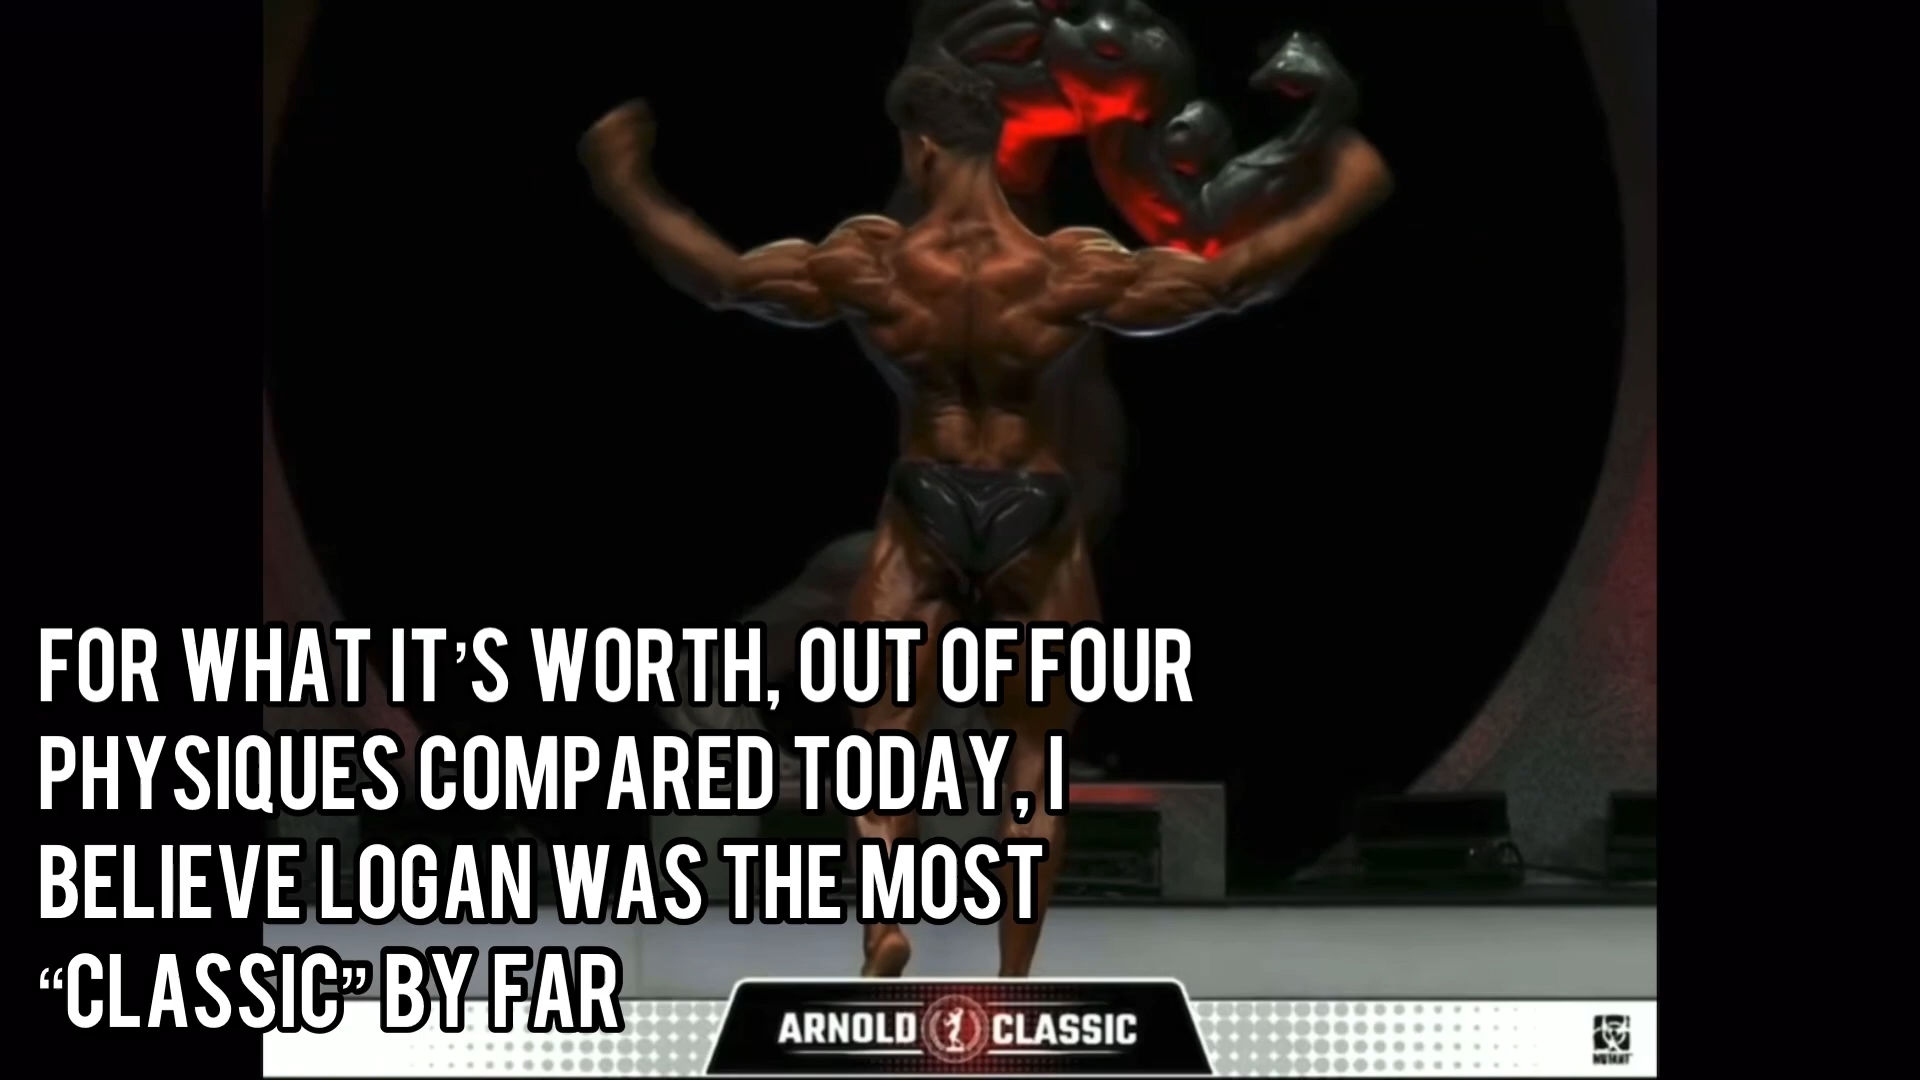 FOR WHAT IT'S WORTH, OUT OF FOUR
PHYSIQUES COMPARED TODAY, I
BELIEVE LOGAN WAS THE MOST
“CLASSIC” BY FAR
ARNOLD CLASSIC
MUTANT